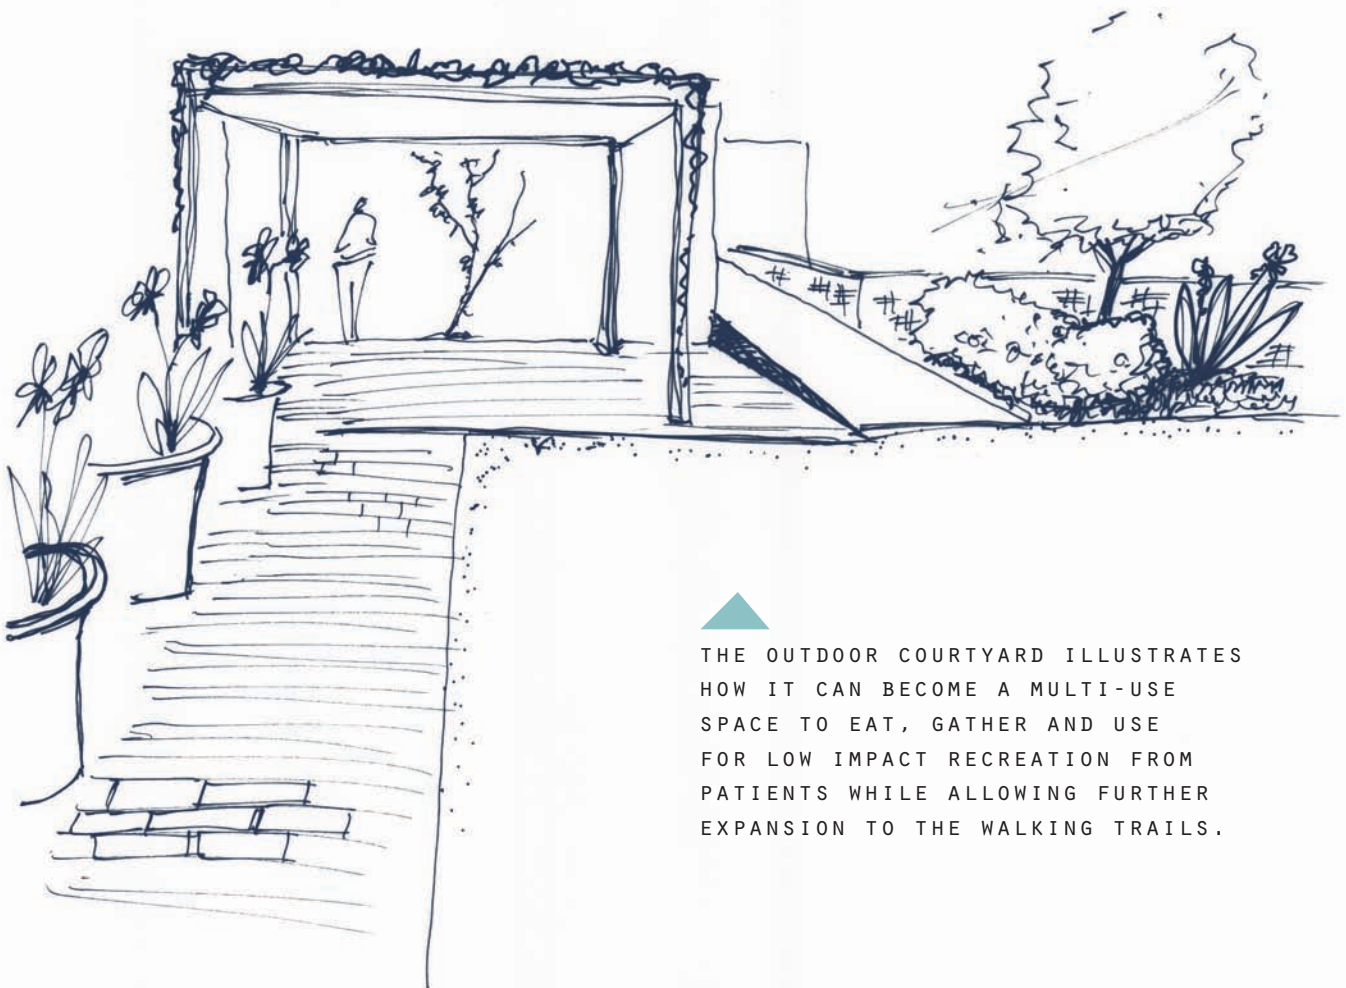 THE OUTDOOR COURTYARD ILLUSTRATES
HOW IT CAN BECOME A MULTI-USE
SPACE TO EAT, GATHER AND USE
FOR LOW IMPACT RECREATION FROM
PATIENTS WHILE ALLOWING FURTHER
EXPANSION TO THE WALKING TRAILS.